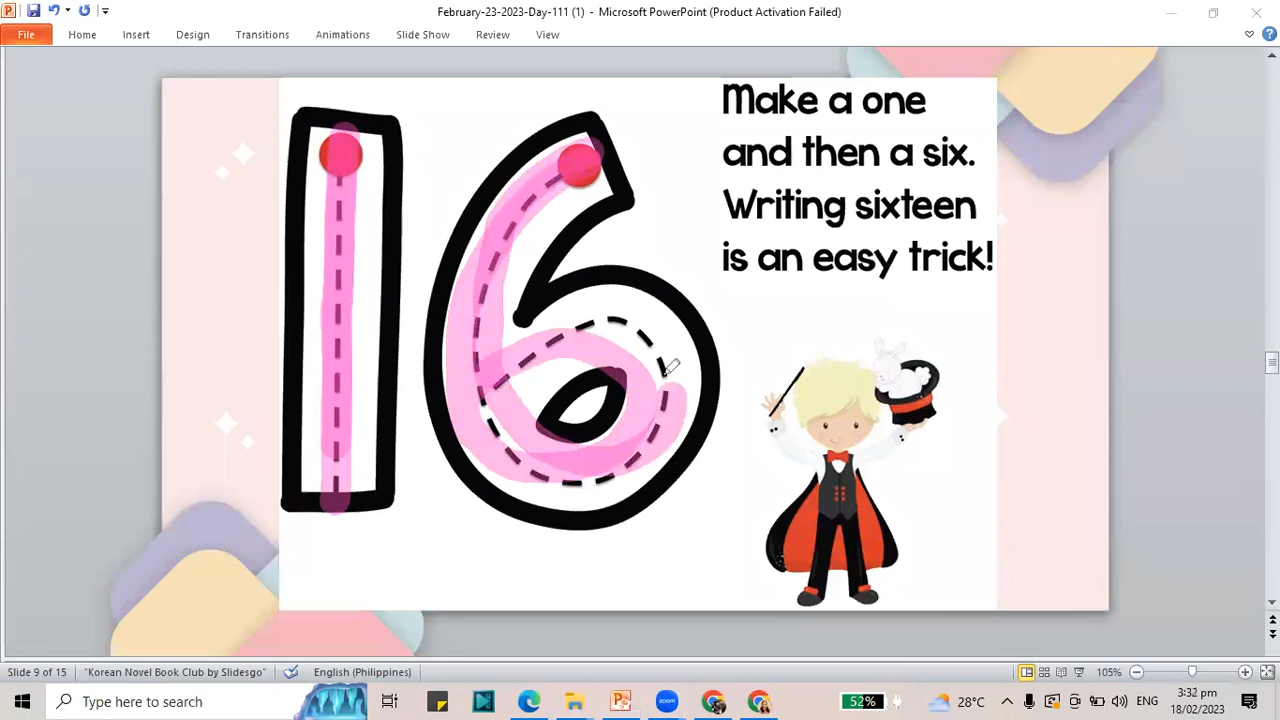 February-23-2023-Day-111 (1) - Microsoft PowerPoint (Product Activation Failed)
File Home Insert Design Transitions Animations Slide Show Review View
16
Make a one
and then a six.
Writing sixteen
is an easy trick!
Slide 9 of 15 "Korean Novel Book Club by Slidesgo" English (Philippines) 105%
Type here to search 52% 28°C ENG 3:32 pm
18/02/2023